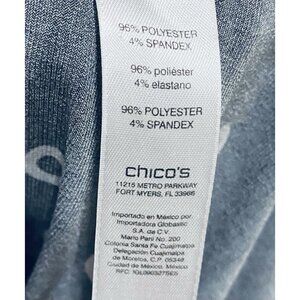 96% POLYESTER
4% SPANDEX
96% poliéster
4% elastano
96% POLYESTER
4% SPANDEX
chico's
11215 METRO PARKWAY
FORT MYERS, FL 33966
Importado en México por
Importadora Globastic
S.A. de C.V.
Mario Pani No. 200
Colonia Santa Fe Cuajimalpa
Delegación Cuajimalpa
de Morelos, C.P. 05348
Ciudad de México, México